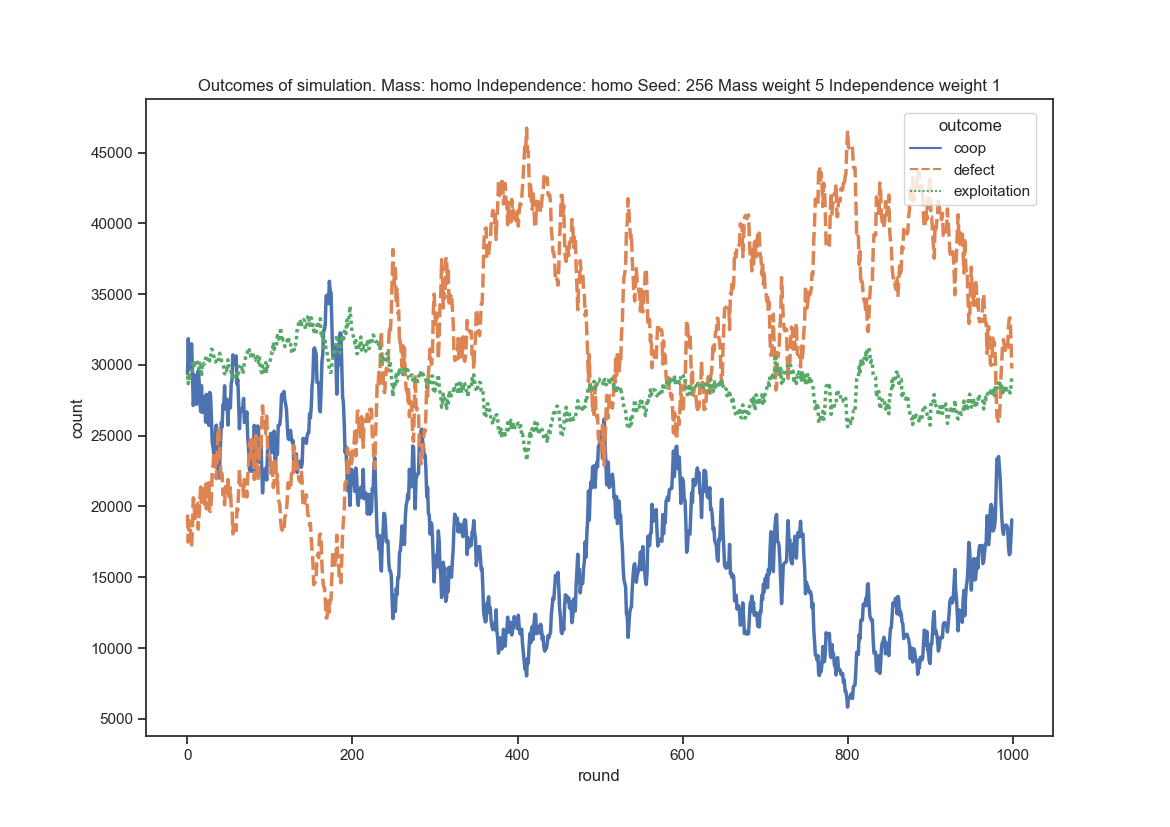 Outcomes of simulation. Mass: homo Independence: homo Seed: 256 Mass weight 5 Independence weight 1
outcome
coop
defect
exploitation
45000
40000
35000
30000
25000
20000
15000
10000
5000
count
0 200 400 600 800 1000
round